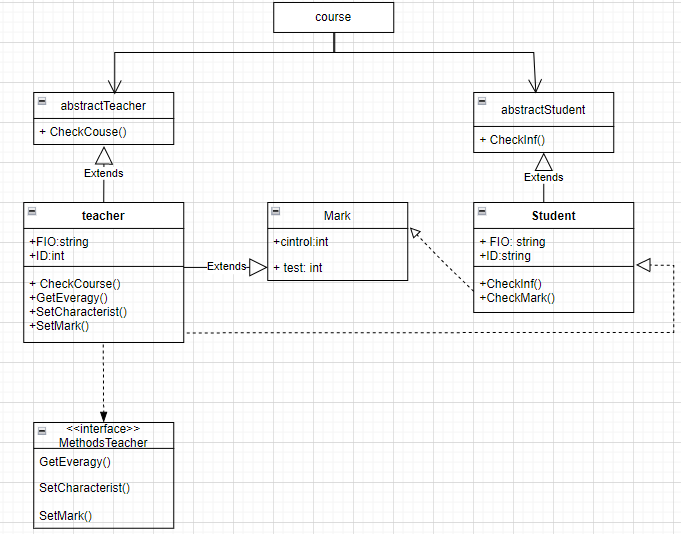 course
abstractTeacher
+ CheckCouse()
abstractStudent
+ CheckInf()
Extends
Extends
teacher
+FIO:string
+ID:int
+ CheckCourse()
+GetEveragy()
+SetCharacterist()
+SetMark()
Extends
Mark
+cintrol:int
+ test: int
Student
+ FIO: string
+ID:string
+CheckInf()
+CheckMark()
<<interface>>
MethodsTeacher
GetEveragy()
SetCharacterist()
SetMark()